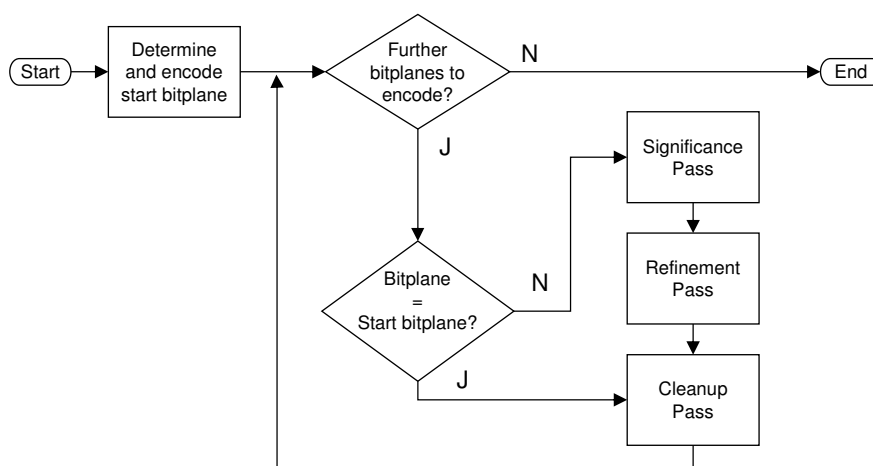 Start
Determine
and encode
start bitplane
Further
bitplanes to
encode?
N
End
J
Significance
Pass
Bitplane
=
Start bitplane?
N
Refinement
Pass
J
Cleanup
Pass